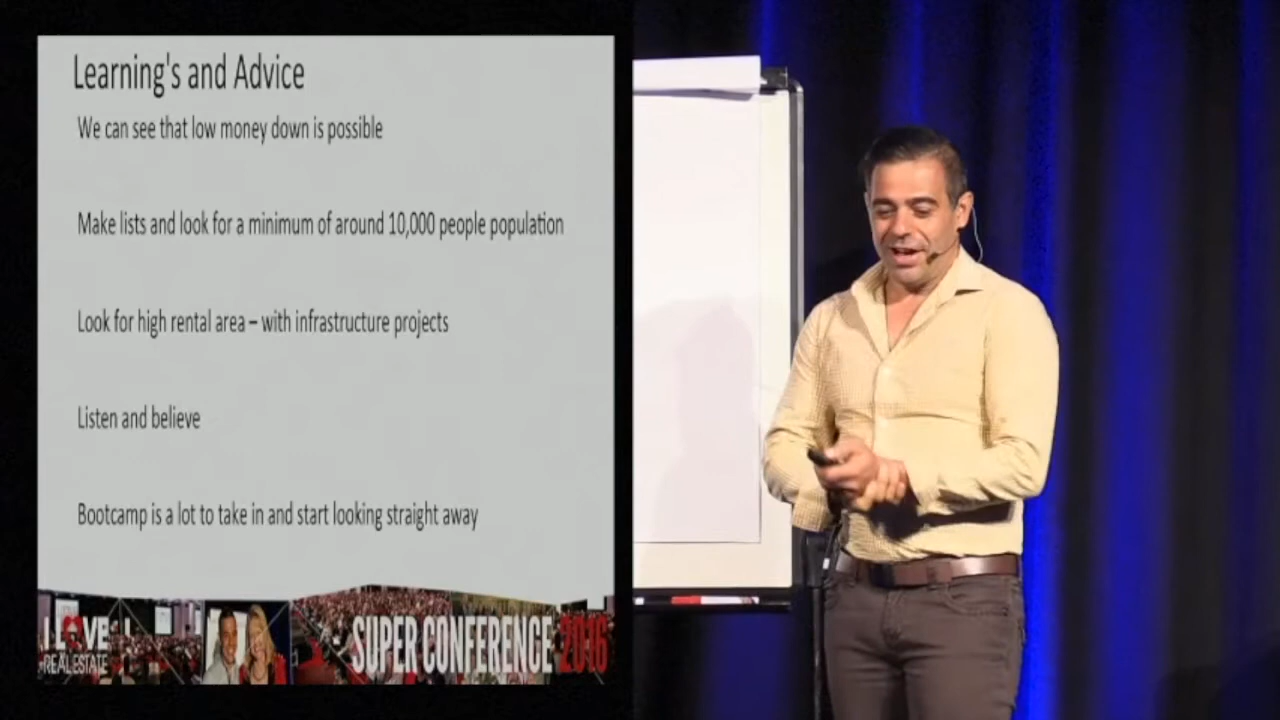 Learning's and Advice
We can see that low money down is possible
Make lists and look for a minimum of around 10,000 people population
Look for high rental area – with infrastructure projects
Listen and believe
Bootcamp is a lot to take in and start looking straight away
I LOVE
REAL ESTATE
SUPER CONFERENCE 2016